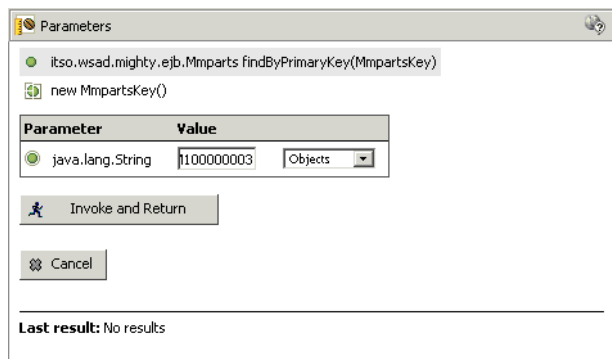 Parameters
itso.wsad.mighty.ejb.Mmparts findByPrimaryKey(MmpartsKey)
new MmpartsKey()
Parameter Value
java.lang.String M100000003 Objects
Invoke and Return
Cancel
Last result: No results